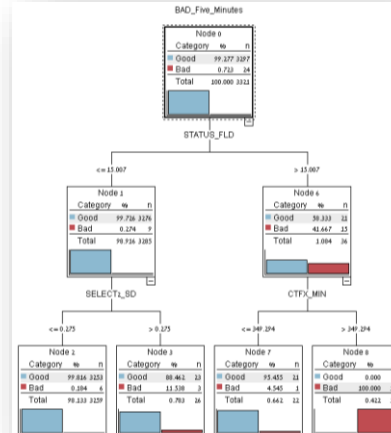 BAD_Five_Minutes
Node 0
Category % n
Good 99.277 3297
Bad 0.723 24
Total 100.000 3321
STATUS_FLD
<= 15.007 > 15.007
Node 1
Category % n
Good 99.726 3276
Bad 0.274 9
Total 98.916 3285
Node 6
Category % n
Good 58.333 21
Bad 41.667 15
Total 1.084 36
SELECT1_SD CTFX_MIN
<= 0.275 > 0.275 <= 349.294 > 349.294
Node 2
Category % n
Good 99.816 3253
Bad 0.184 6
Total 98.133 3259
Node 3
Category % n
Good 88.462 23
Bad 11.538 3
Total 0.783 26
Node 7
Category % n
Good 95.455 21
Bad 4.545 1
Total 0.662 22
Node 8
Category %
Good 0.000
Bad 100.000
Total 0.422